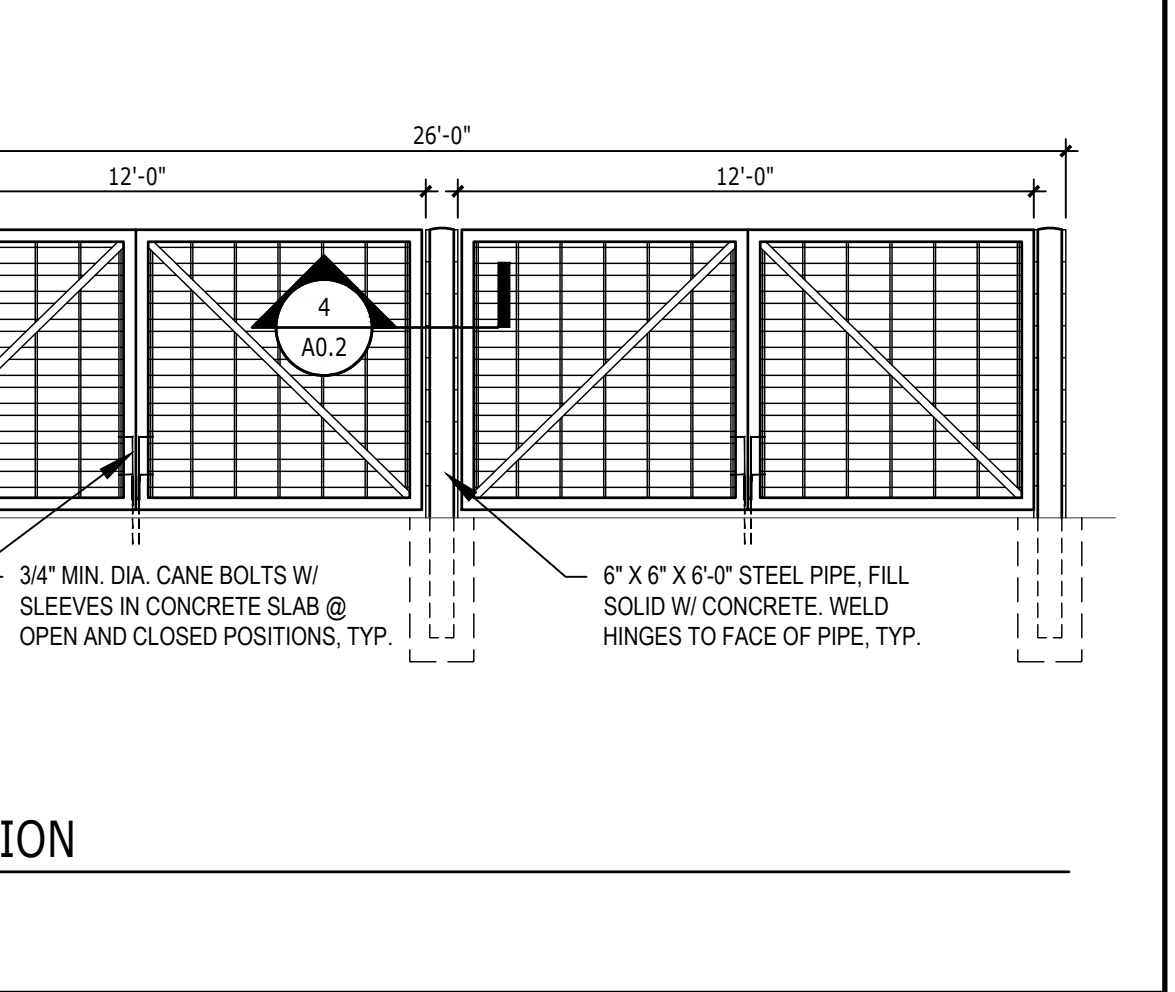 26'-0"
12'-0"
12'-0"
4
A0.2
3/4" MIN. DIA. CANE BOLTS W/
SLEEVES IN CONCRETE SLAB @
OPEN AND CLOSED POSITIONS, TYP.
6" X 6" X 6'-0" STEEL PIPE, FILL
SOLID W/ CONCRETE. WELD
HINGES TO FACE OF PIPE, TYP.
ION